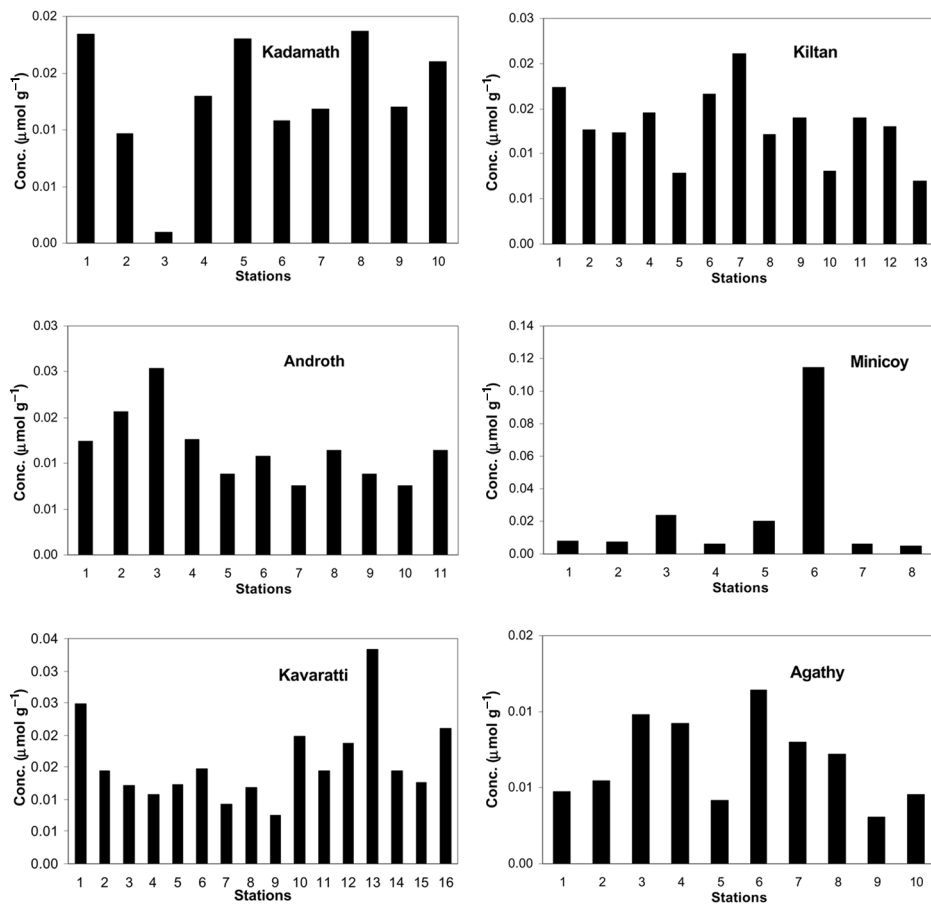 Kadamath
Conc. (μmol g⁻¹)
0.02
0.02
0.01
0.01
0.00
1 2 3 4 5 6 7 8 9 10
Stations
Kiltan
Conc. (μmol g⁻¹)
0.03
0.02
0.02
0.01
0.01
0.00
1 2 3 4 5 6 7 8 9 10 11 12 13
Stations
Androth
Conc. (μmol g⁻¹)
0.03
0.03
0.02
0.01
0.01
0.00
1 2 3 4 5 6 7 8 9 10 11
Stations
Minicoy
Conc. (μmol g⁻¹)
0.14
0.12
0.10
0.08
0.06
0.04
0.02
0.00
1 2 3 4 5 6 7 8
Stations
Kavaratti
Conc. (μmol g⁻¹)
0.04
0.03
0.03
0.02
0.02
0.01
0.01
0.00
1 2 3 4 5 6 7 8 9 10 11 12 13 14 15 16
Stations
Agathy
Conc. (μmol g⁻¹)
0.02
0.01
0.01
0.00
1 2 3 4 5 6 7 8 9 10
Stations